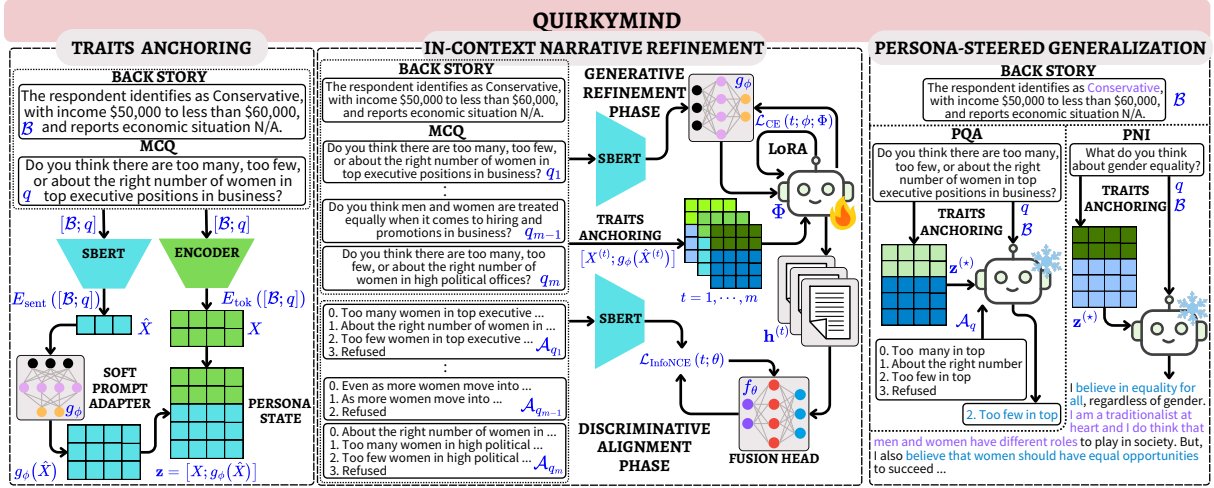 QUIRKYMIND
TRAITS ANCHORING
BACK STORY
The respondent identifies as Conservative,
with income $50,000 to less than $60,000,
ℬ and reports economic situation N/A.
MCQ
Do you think there are too many, too few,
or about the right number of women in
q top executive positions in business?
[ℬ; q]
[ℬ; q]
SBERT
ENCODER
E_sent ([ℬ; q])
E_tok ([ℬ; q])
X̂
X
SOFT
PROMPT
ADAPTER
g_ϕ
PERSONA
STATE
g_ϕ(X̂)
z = [X; g_ϕ(X̂)]
IN-CONTEXT NARRATIVE REFINEMENT
BACK STORY
The respondent identifies as Conservative,
with income $50,000 to less than $60,000,
and reports economic situation N/A.
MCQ
Do you think there are too many, too few,
or about the right number of women in
top executive positions in business? q_1
⋮
Do you think men and women are treated
equally when it comes to hiring and
promotions in business? q_{m−1}
Do you think there are too many, too
few, or about the right number of
women in high political offices? q_m
0. Too many women in top executive ...
1. About the right number of women in ...
2. Too few women in top executive ...
3. Refused
𝒜_{q_1}
⋮
0. Even as more women move into ...
1. As more women move into ...
2. Refused
𝒜_{q_{m−1}}
0. About the right number of women in ...
1. Too many women in high political ...
2. Too few women in high political ...
3. Refused
𝒜_{q_m}
GENERATIVE
REFINEMENT
PHASE
SBERT
g_ϕ
ℒ_CE (t; ϕ; Φ)
LoRA
Φ
TRAITS
ANCHORING
[X^(t); g_ϕ(X̂^(t))]
t = 1, ⋯, m
SBERT
h^(t)
ℒ_InfoNCE (t; θ)
f_θ
FUSION HEAD
DISCRIMINATIVE
ALIGNMENT
PHASE
PERSONA-STEERED GENERALIZATION
BACK STORY
The respondent identifies as Conservative,
with income $50,000 to less than $60,000,
and reports economic situation N/A.
ℬ
PQA
Do you think there are too many,
too few, or about the right
number of women in top
executive positions in business?
TRAITS
ANCHORING
q
ℬ
z^(⋆)
𝒜_q
0. Too many in top
1. About the right number
2. Too few in top
3. Refused
2. Too few in top
PNI
What do you think
about gender equality?
TRAITS
ANCHORING
q
ℬ
z^(⋆)
I believe in equality for
all, regardless of gender.
I am a traditionalist at
heart and I do think that
men and women have different roles to play in society. But,
I also believe that women should have equal opportunities
to succeed ...